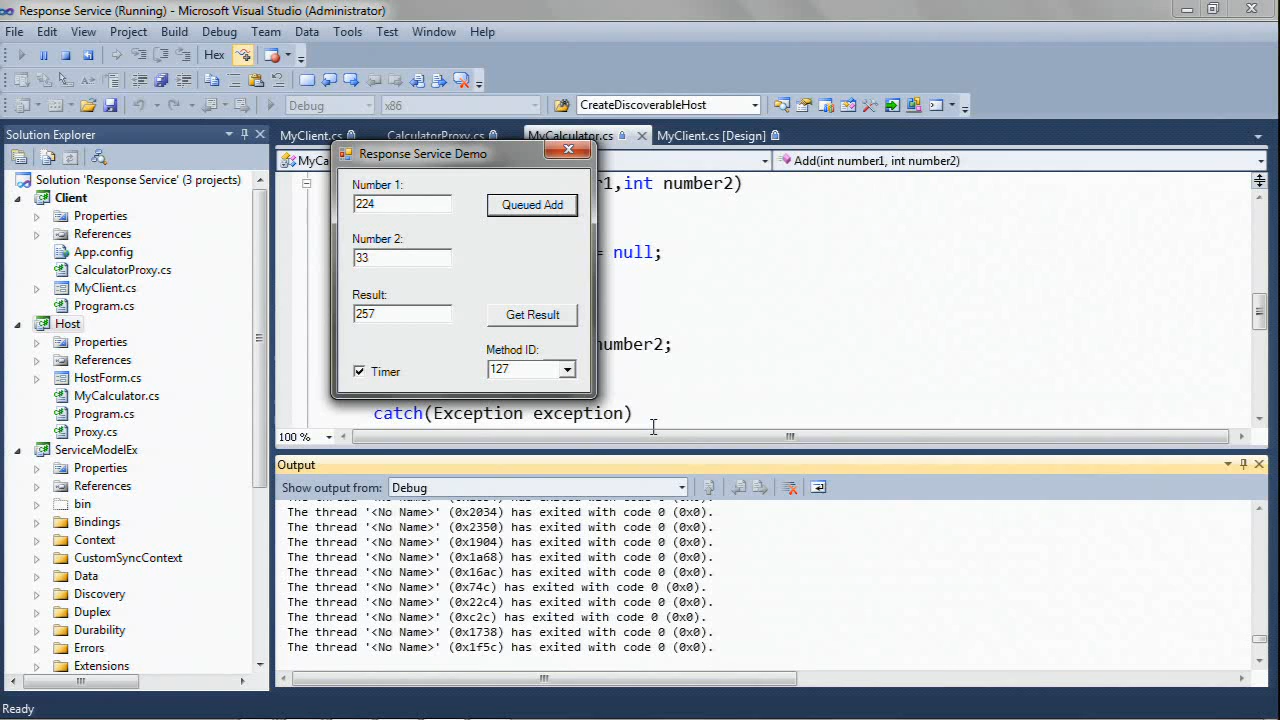 Response Service (Running) - Microsoft Visual Studio (Administrator)
File Edit View Project Build Debug Team Data Tools Test Window Help
Hex
Debug x86 CreateDiscoverableHost
Solution Explorer
Solution 'Response Service' (3 projects)
Client
Properties
References
App.config
CalculatorProxy.cs
MyClient.cs
Program.cs
Host
Properties
References
HostForm.cs
MyCalculator.cs
Program.cs
Proxy.cs
ServiceModelEx
Properties
References
bin
Bindings
Context
CustomSyncContext
Data
Discovery
Duplex
Durability
Errors
Extensions
MyClient.cs CalculatorProxy.cs MyCalculator.cs MyClient.cs [Design]
Add(int number1, int number2)
1,int number2)
= null;
number2;
catch(Exception exception)
100 %
Response Service Demo
Number 1:
224 Queued Add
Number 2:
33
Result:
257 Get Result
Method ID:
Timer 127
Output
Show output from: Debug
The thread '<No Name>' (0x2034) has exited with code 0 (0x0).
The thread '<No Name>' (0x2350) has exited with code 0 (0x0).
The thread '<No Name>' (0x1904) has exited with code 0 (0x0).
The thread '<No Name>' (0x1a68) has exited with code 0 (0x0).
The thread '<No Name>' (0x16ac) has exited with code 0 (0x0).
The thread '<No Name>' (0x74c) has exited with code 0 (0x0).
The thread '<No Name>' (0x22c4) has exited with code 0 (0x0).
The thread '<No Name>' (0xc2c) has exited with code 0 (0x0).
The thread '<No Name>' (0x1738) has exited with code 0 (0x0).
The thread '<No Name>' (0x1f5c) has exited with code 0 (0x0).
Ready